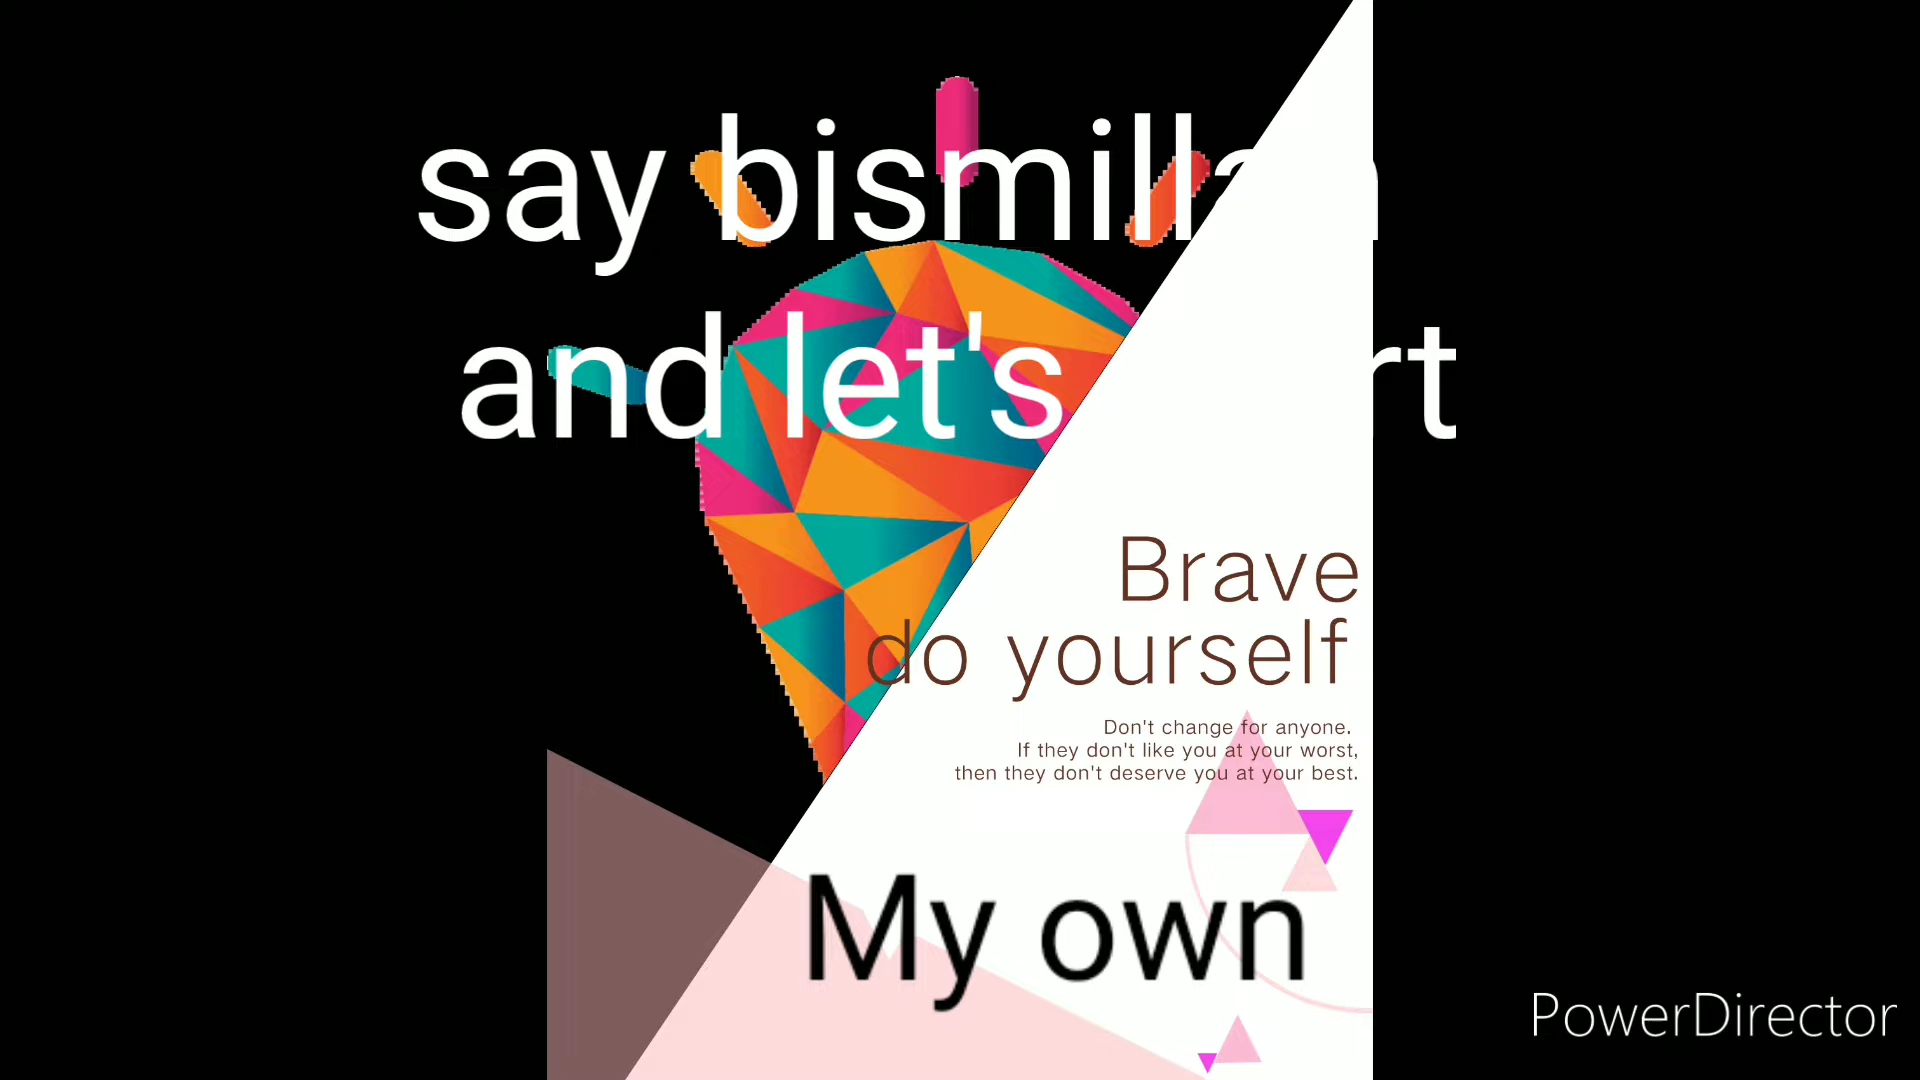 say bismillah
and let's
Brave
do yourself
Don't change for anyone.
If they don't like you at your worst,
then they don't deserve you at your best.
My own
PowerDirector